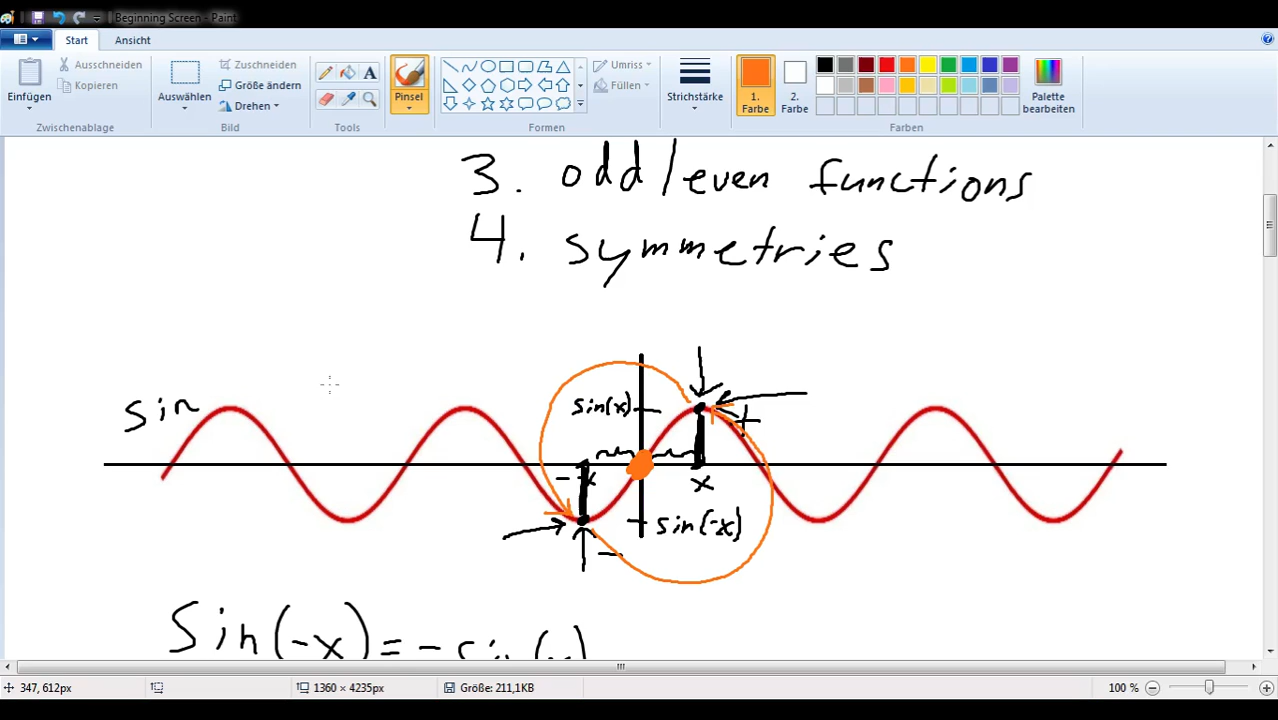 Beginning Screen - Paint
Start Ansicht
Einfügen
Ausschneiden
Kopieren
Zwischenablage
Auswählen
Zuschneiden
Größe ändern
Drehen
Bild
A
Tools
Pinsel
Formen
Umriss
Füllen
Strichstärke
1.
Farbe
2.
Farbe
Palette
bearbeiten
Farben
3. odd/even functions
4. symmetries
sin
sin(x)
+
-x
x
sin(-x)
-
Sin(-x) = -sin(x)
347, 612px
1360 × 4235px
Größe: 211,1KB
100 %